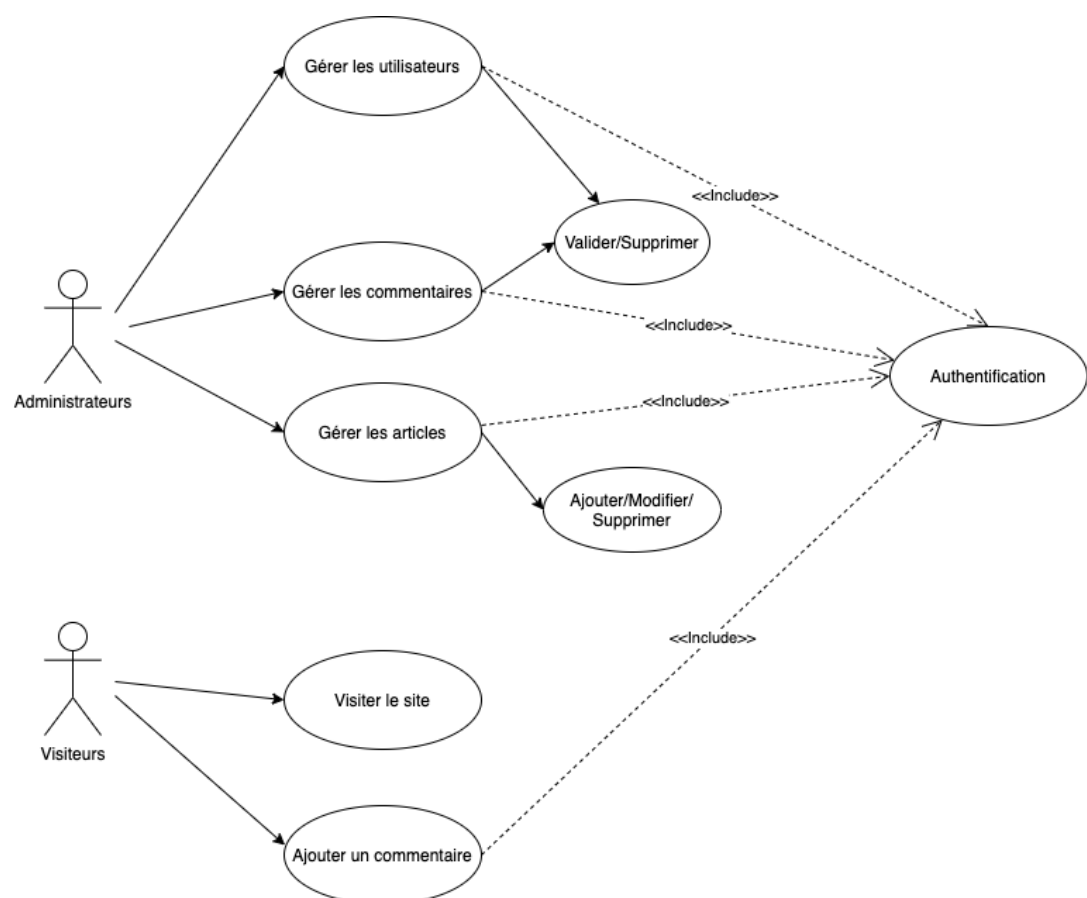 Gérer les utilisateurs
<<Include>>
Valider/Supprimer
Gérer les commentaires
<<Include>>
Authentification
Administrateurs
<<Include>>
Gérer les articles
Ajouter/Modifier/
Supprimer
<<Include>>
Visiter le site
Visiteurs
Ajouter un commentaire